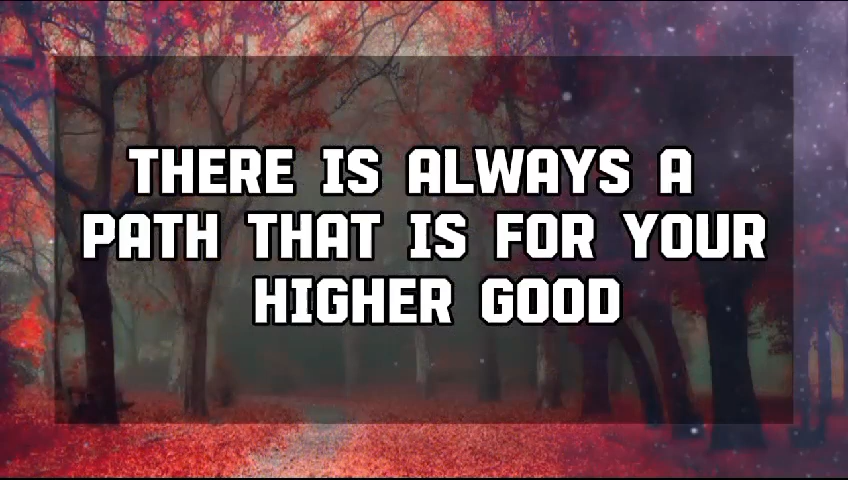 THERE IS ALWAYS A
PATH THAT IS FOR YOUR
HIGHER GOOD